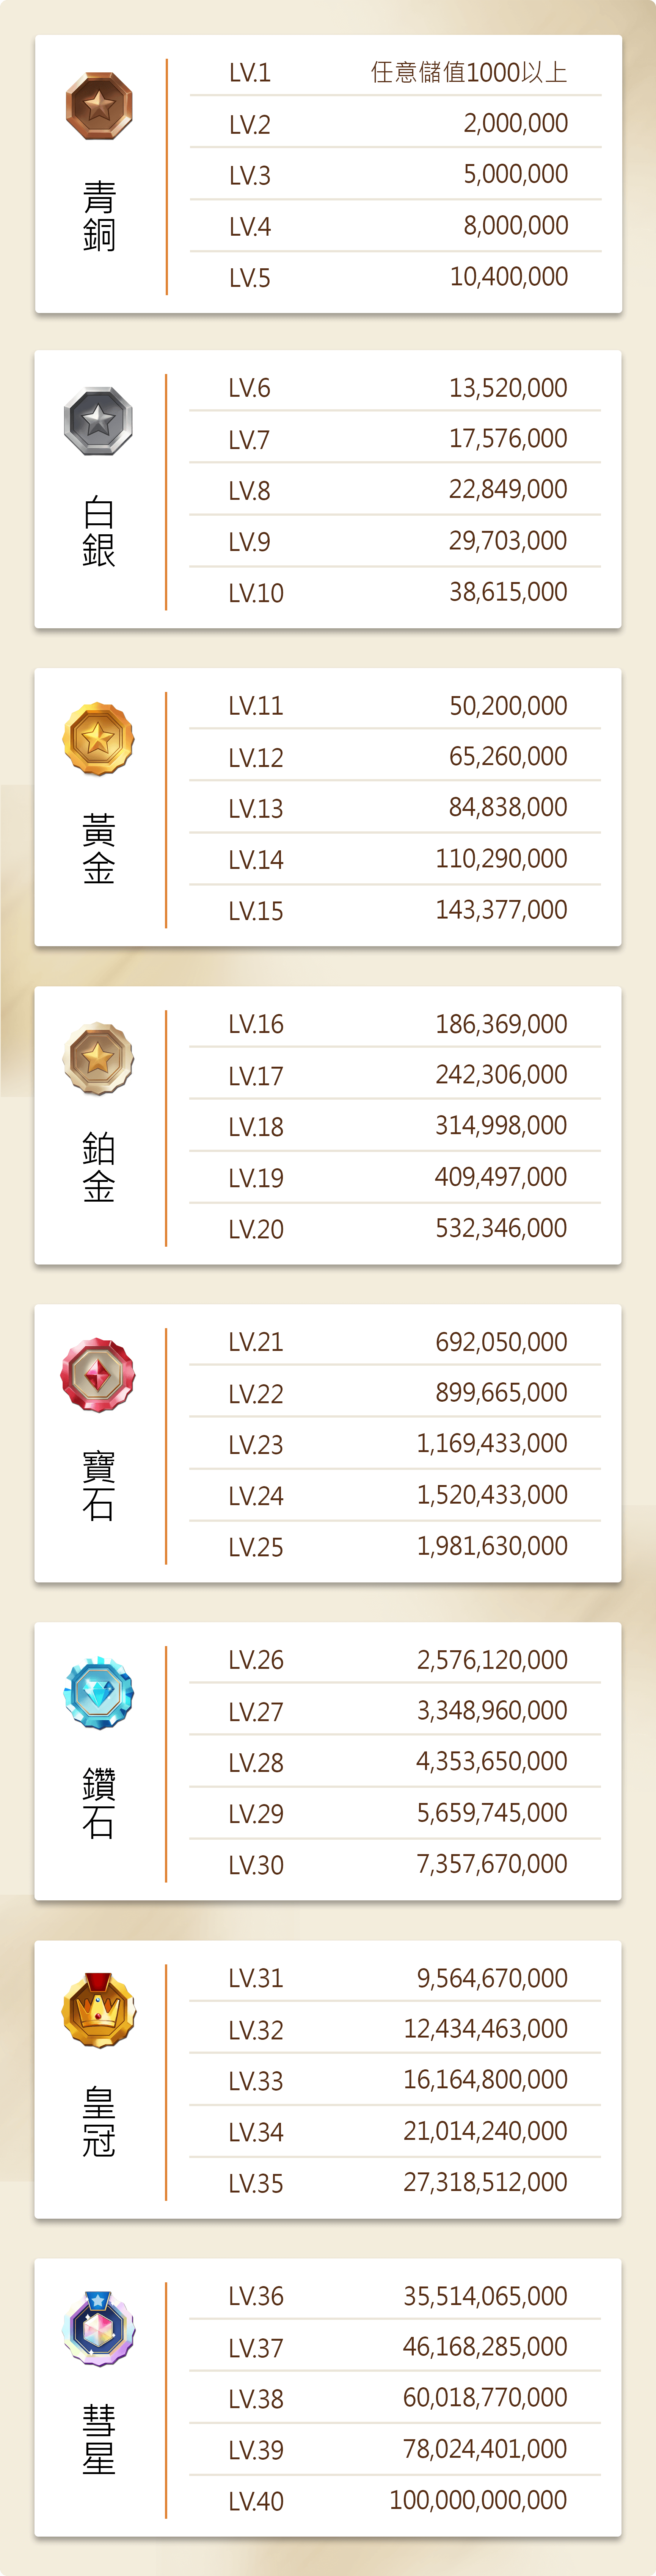 青銅
LV.1 任意儲值1000以上
LV.2 2,000,000
LV.3 5,000,000
LV.4 8,000,000
LV.5 10,400,000
白銀
LV.6 13,520,000
LV.7 17,576,000
LV.8 22,849,000
LV.9 29,703,000
LV.10 38,615,000
黃金
LV.11 50,200,000
LV.12 65,260,000
LV.13 84,838,000
LV.14 110,290,000
LV.15 143,377,000
鉑金
LV.16 186,369,000
LV.17 242,306,000
LV.18 314,998,000
LV.19 409,497,000
LV.20 532,346,000
寶石
LV.21 692,050,000
LV.22 899,665,000
LV.23 1,169,433,000
LV.24 1,520,433,000
LV.25 1,981,630,000
鑽石
LV.26 2,576,120,000
LV.27 3,348,960,000
LV.28 4,353,650,000
LV.29 5,659,745,000
LV.30 7,357,670,000
皇冠
LV.31 9,564,670,000
LV.32 12,434,463,000
LV.33 16,164,800,000
LV.34 21,014,240,000
LV.35 27,318,512,000
彗星
LV.36 35,514,065,000
LV.37 46,168,285,000
LV.38 60,018,770,000
LV.39 78,024,401,000
LV.40 100,000,000,000